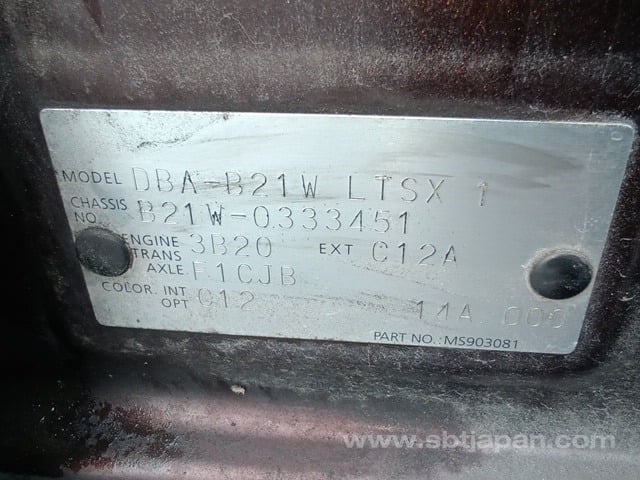 MODEL DBA-B21W LTSX 1
CHASSIS NO. B21W-0333451
ENGINE 3B20 EXT C12A
TRANS AXLE F1CJB
COLOR. INT C12
OPT 14A 000
PART NO.:MS903081
www.sbtjapan.com